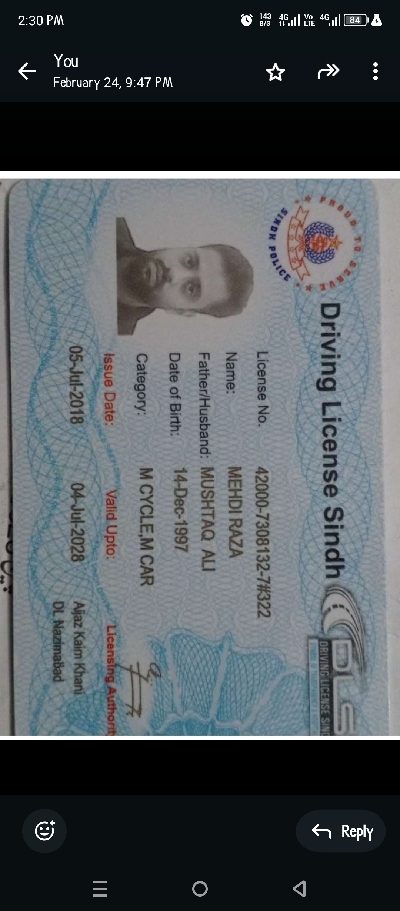 2:30 PM
143
B/S
4G
Vo
LTE
4G
84
You
February 24, 9:47 PM
PROUD TO SERVE
SINDH POLICE
Driving License Sindh
DLS
DRIVING LICENSE SIN
License No. 42000-7308132-7#322
Name: MEHDI RAZA
Father/Husband: MUSHTAQ ALI
Date of Birth: 14-Dec-1997
Category: M CYCLE,M CAR
Issue Date: Valid Upto: Licensing Authorit
05-Jul-2018 04-Jul-2028 Aijaz Kaim Khani
DL Nazimabad
Reply